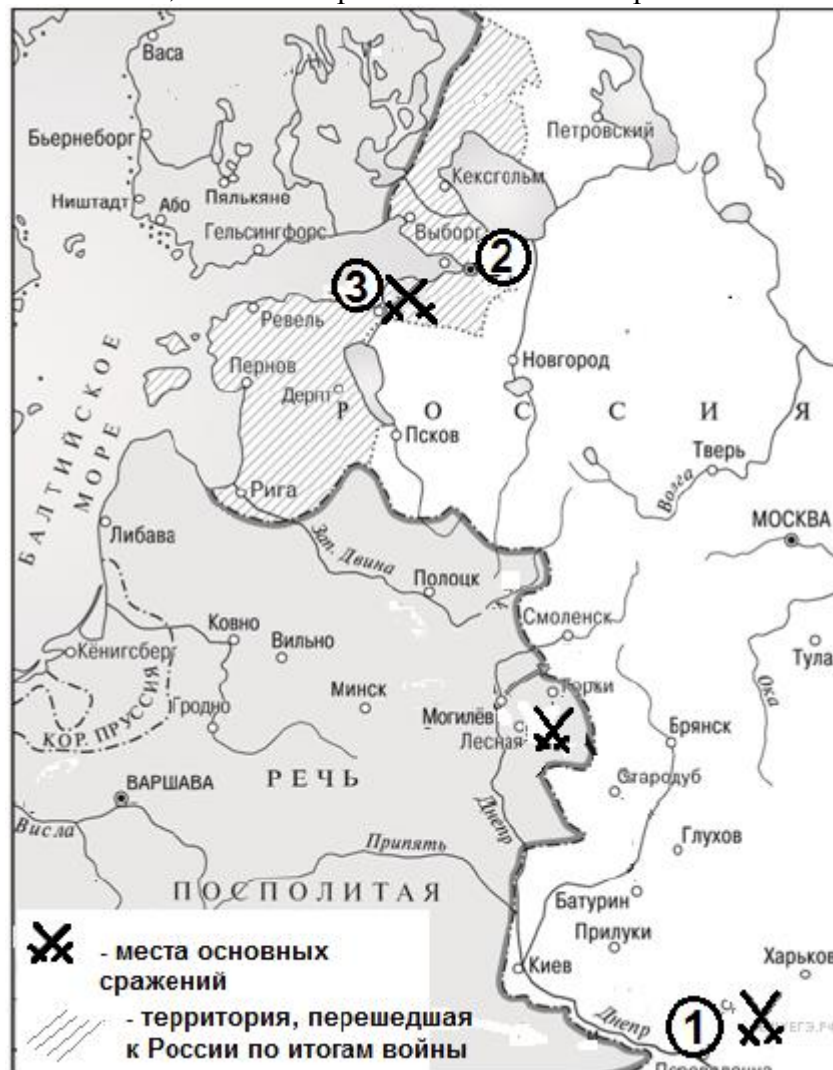 Васа
Бьернеборг
Петровский
Кексгольм
Пялькяне
Ништадт
Або
Гельсингфорс
Выборг
2
3
Ревель
Пернов
Дерпт
Новгород
РОССИЯ
Псков
Тверь
Волга
БАЛТИЙСКОЕ
МОРЕ
Рига
Либава
Зап. Двина
МОСКВА
Полоцк
Смоленск
Ковно
Вильно
Кёнигсберг
Тула
Ока
Минск
Горки
Могилёв
Гродно
КОР. ПРУССИЯ
Лесная
Брянск
ВАРШАВА
РЕЧЬ
Стародуб
Висла
Днепр
Припять
Глухов
ПОСПОЛИТАЯ
Батурин
Прилуки
Харьков
Киев
Днепр
1
- места основных
сражений
- территория, перешедшая
к России по итогам войны